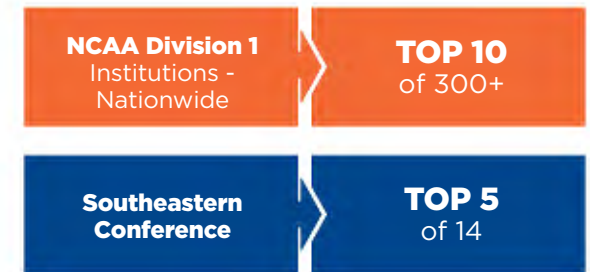 NCAA Division 1
Institutions -
Nationwide
TOP 10
of 300+
Southeastern
Conference
TOP 5
of 14